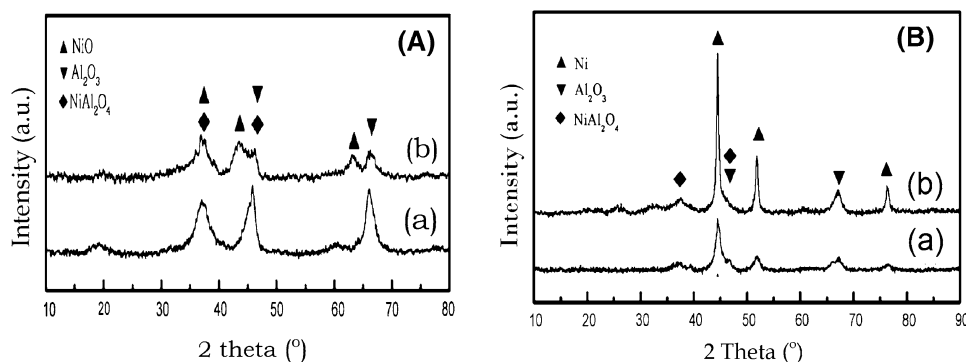 (A)
NiO
Al2O3
NiAl2O4
(b)
(a)
Intensity (a.u.)
10 20 30 40 50 60 70 80
2 theta (°)
(B)
Ni
Al2O3
NiAl2O4
(b)
(a)
Intensity (a.u.)
10 20 30 40 50 60 70 80 90
2 Theta (°)